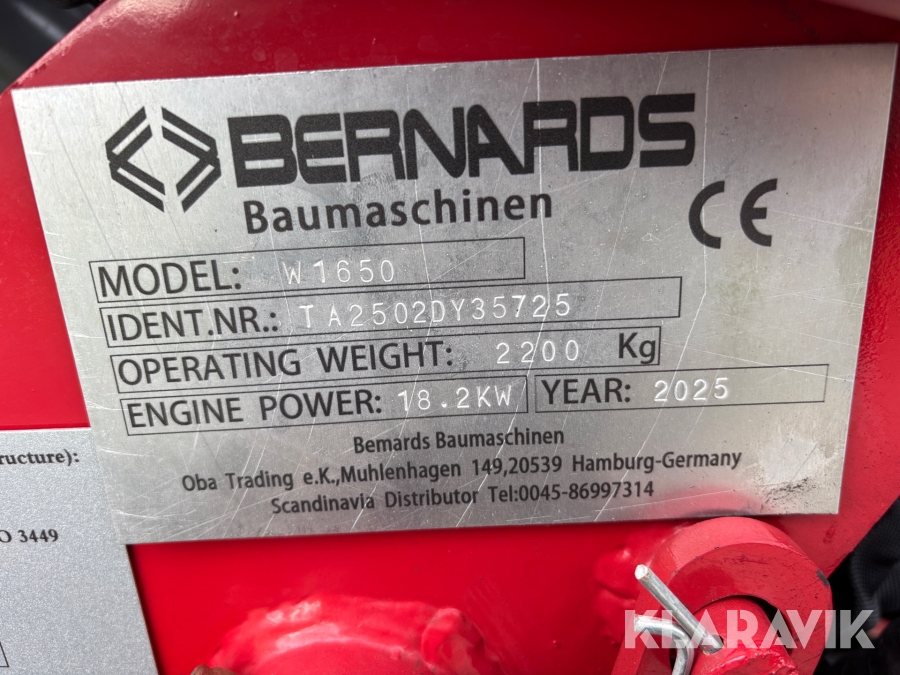 BERNARDS
Baumaschinen
CE
MODEL: W1650
IDENT.NR.: TA2502DY35725
OPERATING WEIGHT: 2200 Kg
ENGINE POWER: 18.2KW YEAR: 2025
Bemards Baumaschinen
Oba Trading e.K.,Muhlenhagen 149,20539 Hamburg-Germany
Scandinavia Distributor Tel:0045-86997314
ructure):
O 3449
KLARAVIK